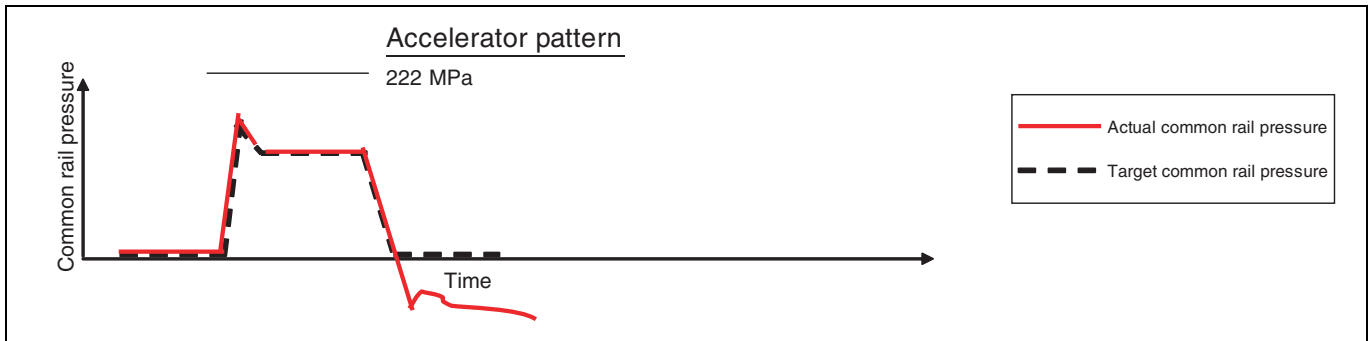 Accelerator pattern
222 MPa
Common rail pressure
Time
Actual common rail pressure
Target common rail pressure